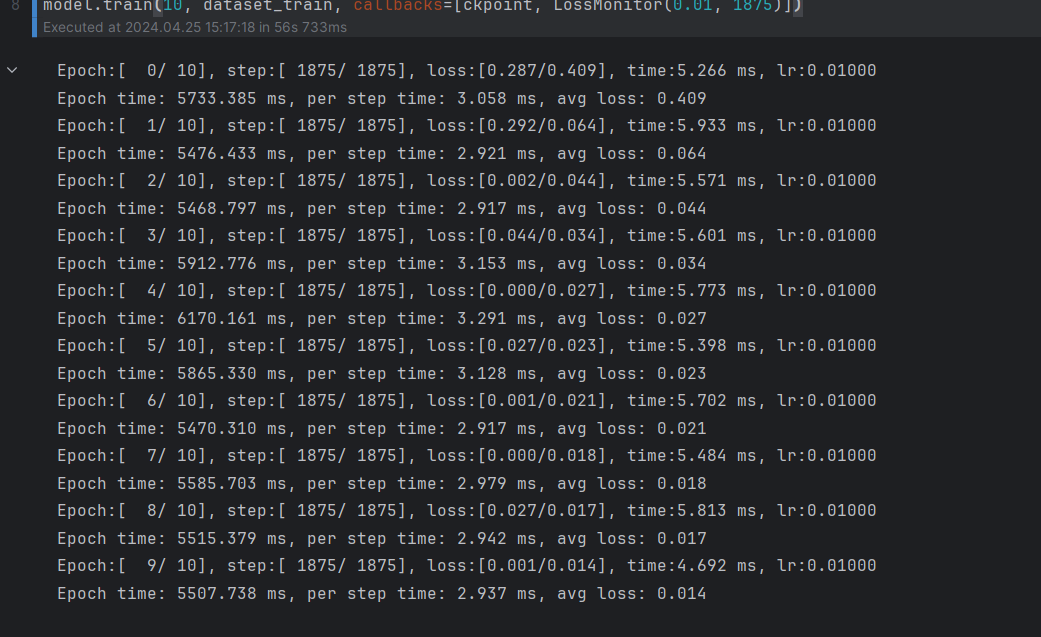 8 model.train(10, dataset_train, callbacks=[ckpoint, LossMonitor(0.01, 1875)])
Executed at 2024.04.25 15:17:18 in 56s 733ms
Epoch:[  0/ 10], step:[ 1875/ 1875], loss:[0.287/0.409], time:5.266 ms, lr:0.01000
Epoch time: 5733.385 ms, per step time: 3.058 ms, avg loss: 0.409
Epoch:[  1/ 10], step:[ 1875/ 1875], loss:[0.292/0.064], time:5.933 ms, lr:0.01000
Epoch time: 5476.433 ms, per step time: 2.921 ms, avg loss: 0.064
Epoch:[  2/ 10], step:[ 1875/ 1875], loss:[0.002/0.044], time:5.571 ms, lr:0.01000
Epoch time: 5468.797 ms, per step time: 2.917 ms, avg loss: 0.044
Epoch:[  3/ 10], step:[ 1875/ 1875], loss:[0.044/0.034], time:5.601 ms, lr:0.01000
Epoch time: 5912.776 ms, per step time: 3.153 ms, avg loss: 0.034
Epoch:[  4/ 10], step:[ 1875/ 1875], loss:[0.000/0.027], time:5.773 ms, lr:0.01000
Epoch time: 6170.161 ms, per step time: 3.291 ms, avg loss: 0.027
Epoch:[  5/ 10], step:[ 1875/ 1875], loss:[0.027/0.023], time:5.398 ms, lr:0.01000
Epoch time: 5865.330 ms, per step time: 3.128 ms, avg loss: 0.023
Epoch:[  6/ 10], step:[ 1875/ 1875], loss:[0.001/0.021], time:5.702 ms, lr:0.01000
Epoch time: 5470.310 ms, per step time: 2.917 ms, avg loss: 0.021
Epoch:[  7/ 10], step:[ 1875/ 1875], loss:[0.000/0.018], time:5.484 ms, lr:0.01000
Epoch time: 5585.703 ms, per step time: 2.979 ms, avg loss: 0.018
Epoch:[  8/ 10], step:[ 1875/ 1875], loss:[0.027/0.017], time:5.813 ms, lr:0.01000
Epoch time: 5515.379 ms, per step time: 2.942 ms, avg loss: 0.017
Epoch:[  9/ 10], step:[ 1875/ 1875], loss:[0.001/0.014], time:4.692 ms, lr:0.01000
Epoch time: 5507.738 ms, per step time: 2.937 ms, avg loss: 0.014